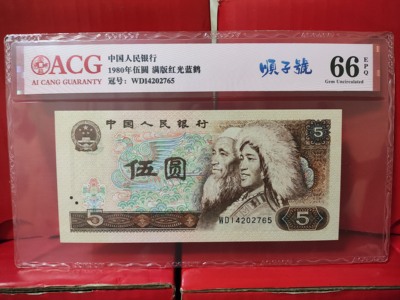 ACG
AI CANG GUARANTY
中国人民银行
1980年伍圆 满版红光蓝鹤
冠号：WD14202765
順子號
66 EPQ
Gem Uncirculated
中国人民银行
5
伍圆
5
WD14202765
5